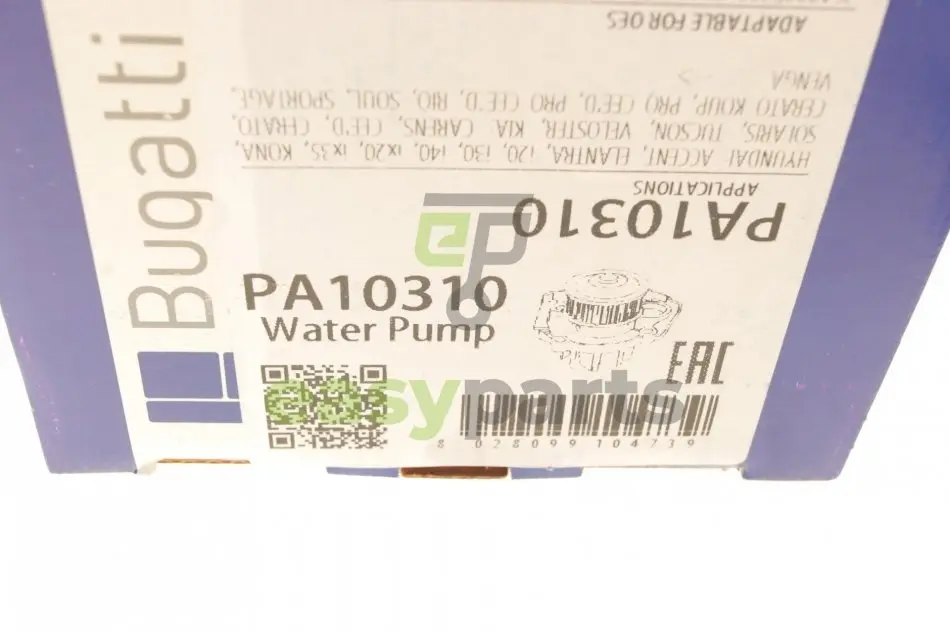 Bugatti
ADAPTABLE FOR OES
APPLICATIONS
HYUNDAI ACCENT, ELANTRA, i20, i30, i40, ix20, ix35, KONA,
SOLARIS, TUCSON, VELOSTER, KIA CARENS, CEE'D, CERATO,
CERATO KOUP, PRO CEE'D, PRO CEE'D, RIO, SOUL, SPORTAGE,
VENGA
PA10310
ep
PA10310
Water Pump
EAC
easyparts
8 028099 104239